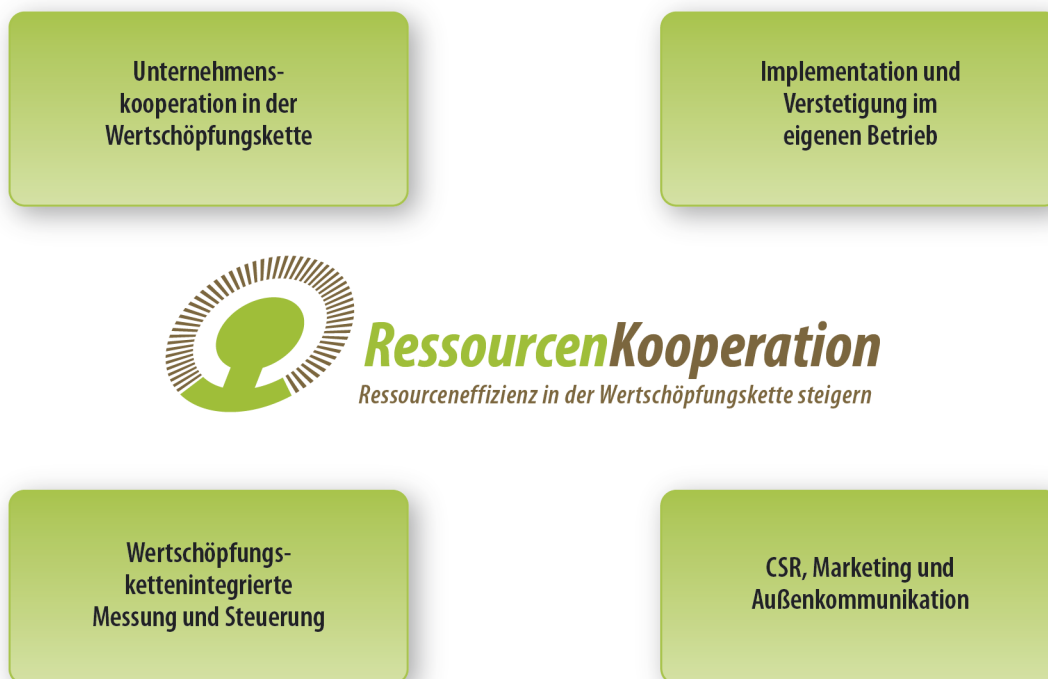 Unternehmens-
kooperation in der
Wertschöpfungskette
Implementation und
Verstetigung im
eigenen Betrieb
RessourcenKooperation
Ressourceneffizienz in der Wertschöpfungskette steigern
Wertschöpfungs-
kettenintegrierte
Messung und Steuerung
CSR, Marketing und
Außenkommunikation